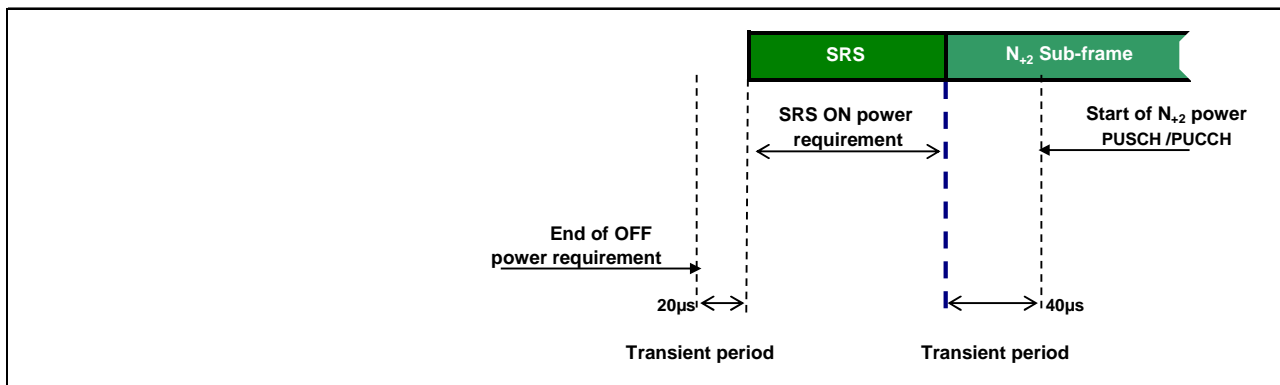 SRS
N+2 Sub-frame
SRS ON power
requirement
Start of N+2 power
PUSCH /PUCCH
End of OFF
power requirement
20µs
40µs
Transient period
Transient period